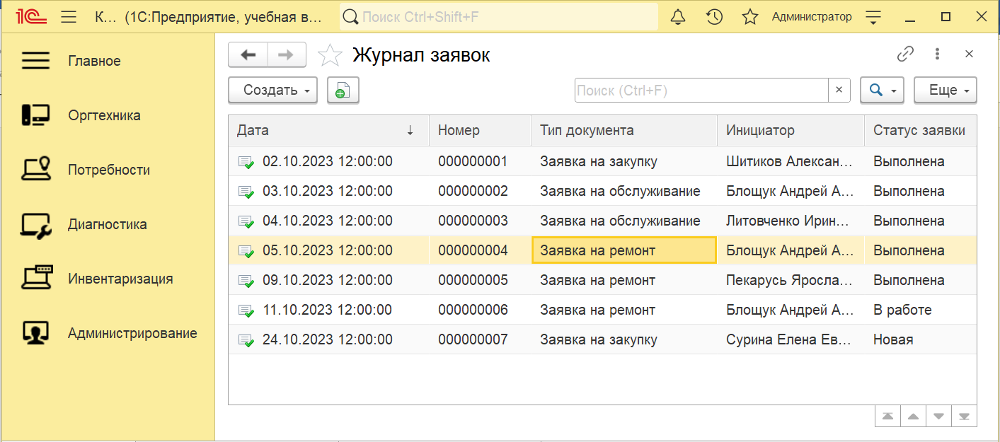 1С К... (1С:Предприятие, учебная в... Поиск Ctrl+Shift+F Администратор
Главное
Оргтехника
Потребности
Диагностика
Инвентаризация
Администрирование
Журнал заявок
Создать Поиск (Ctrl+F) × Еще
Дата ↓ Номер Тип документа Инициатор Статус заявки
02.10.2023 12:00:00 000000001 Заявка на закупку Шитиков Алексан... Выполнена
03.10.2023 12:00:00 000000002 Заявка на обслуживание Блощук Андрей А... Выполнена
04.10.2023 12:00:00 000000003 Заявка на обслуживание Литовченко Ирин... Выполнена
05.10.2023 12:00:00 000000004 Заявка на ремонт Блощук Андрей А... Выполнена
09.10.2023 12:00:00 000000005 Заявка на ремонт Пекарусь Яросла... Выполнена
11.10.2023 12:00:00 000000006 Заявка на ремонт Блощук Андрей А... В работе
24.10.2023 12:00:00 000000007 Заявка на закупку Сурина Елена Ев... Новая